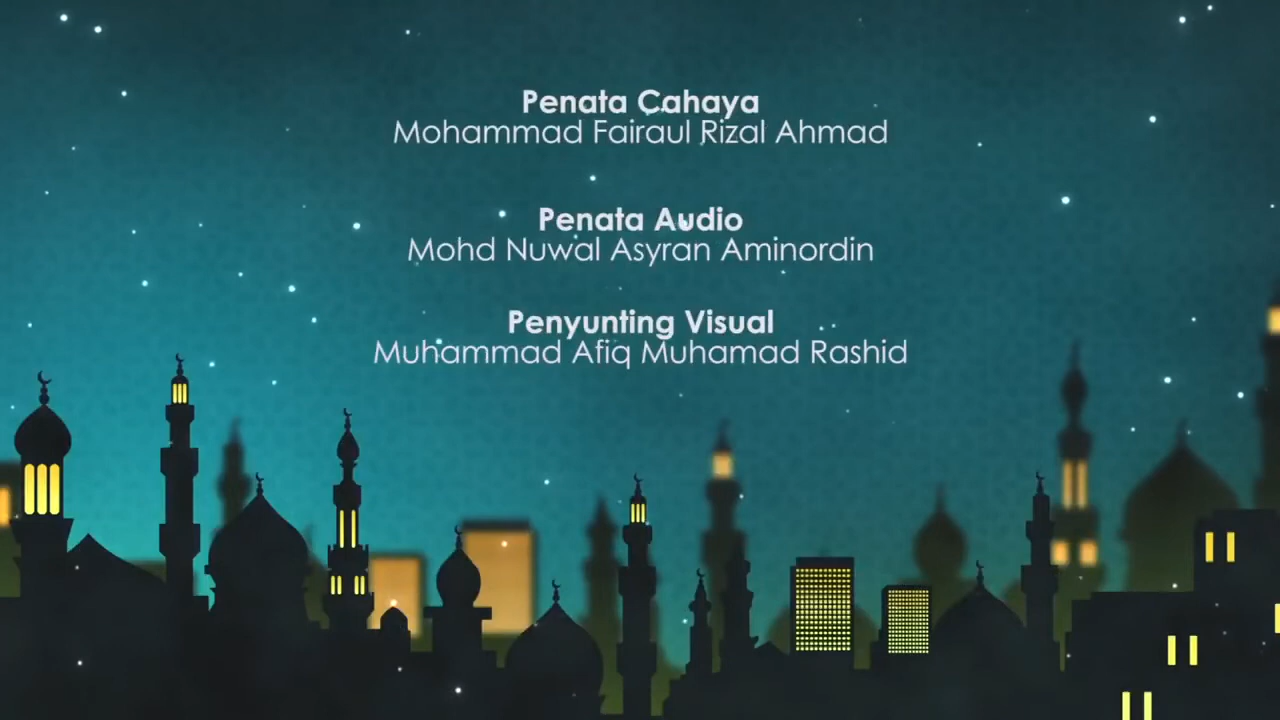 Penata Cahaya
Mohammad Fairaul Rizal Ahmad
Penata Audio
Mohd Nuwal Asyran Aminordin
Penyunting Visual
Muhammad Afiq Muhamad Rashid